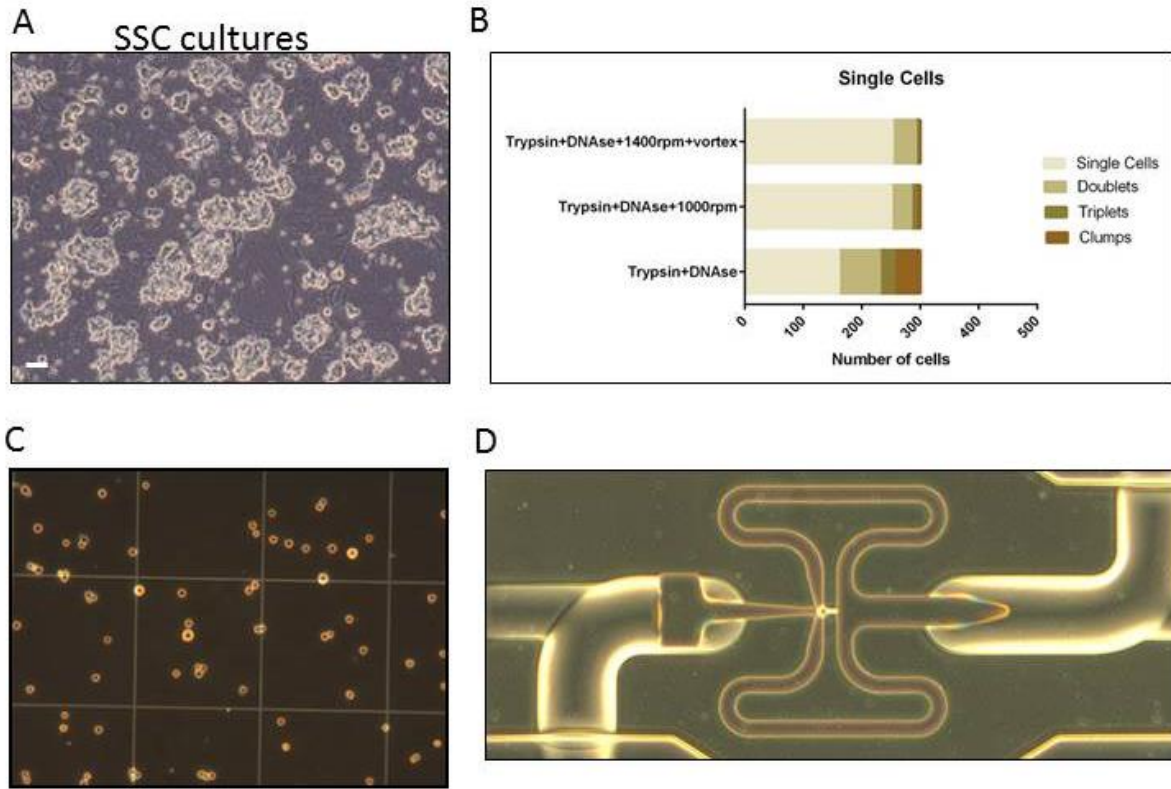 A
SSC cultures
B
Single Cells
Trypsin+DNAse+1400rpm+vortex
Trypsin+DNAse+1000rpm
Trypsin+DNAse
Single Cells
Doublets
Triplets
Clumps
0 100 200 300 400 500
Number of cells
C
D